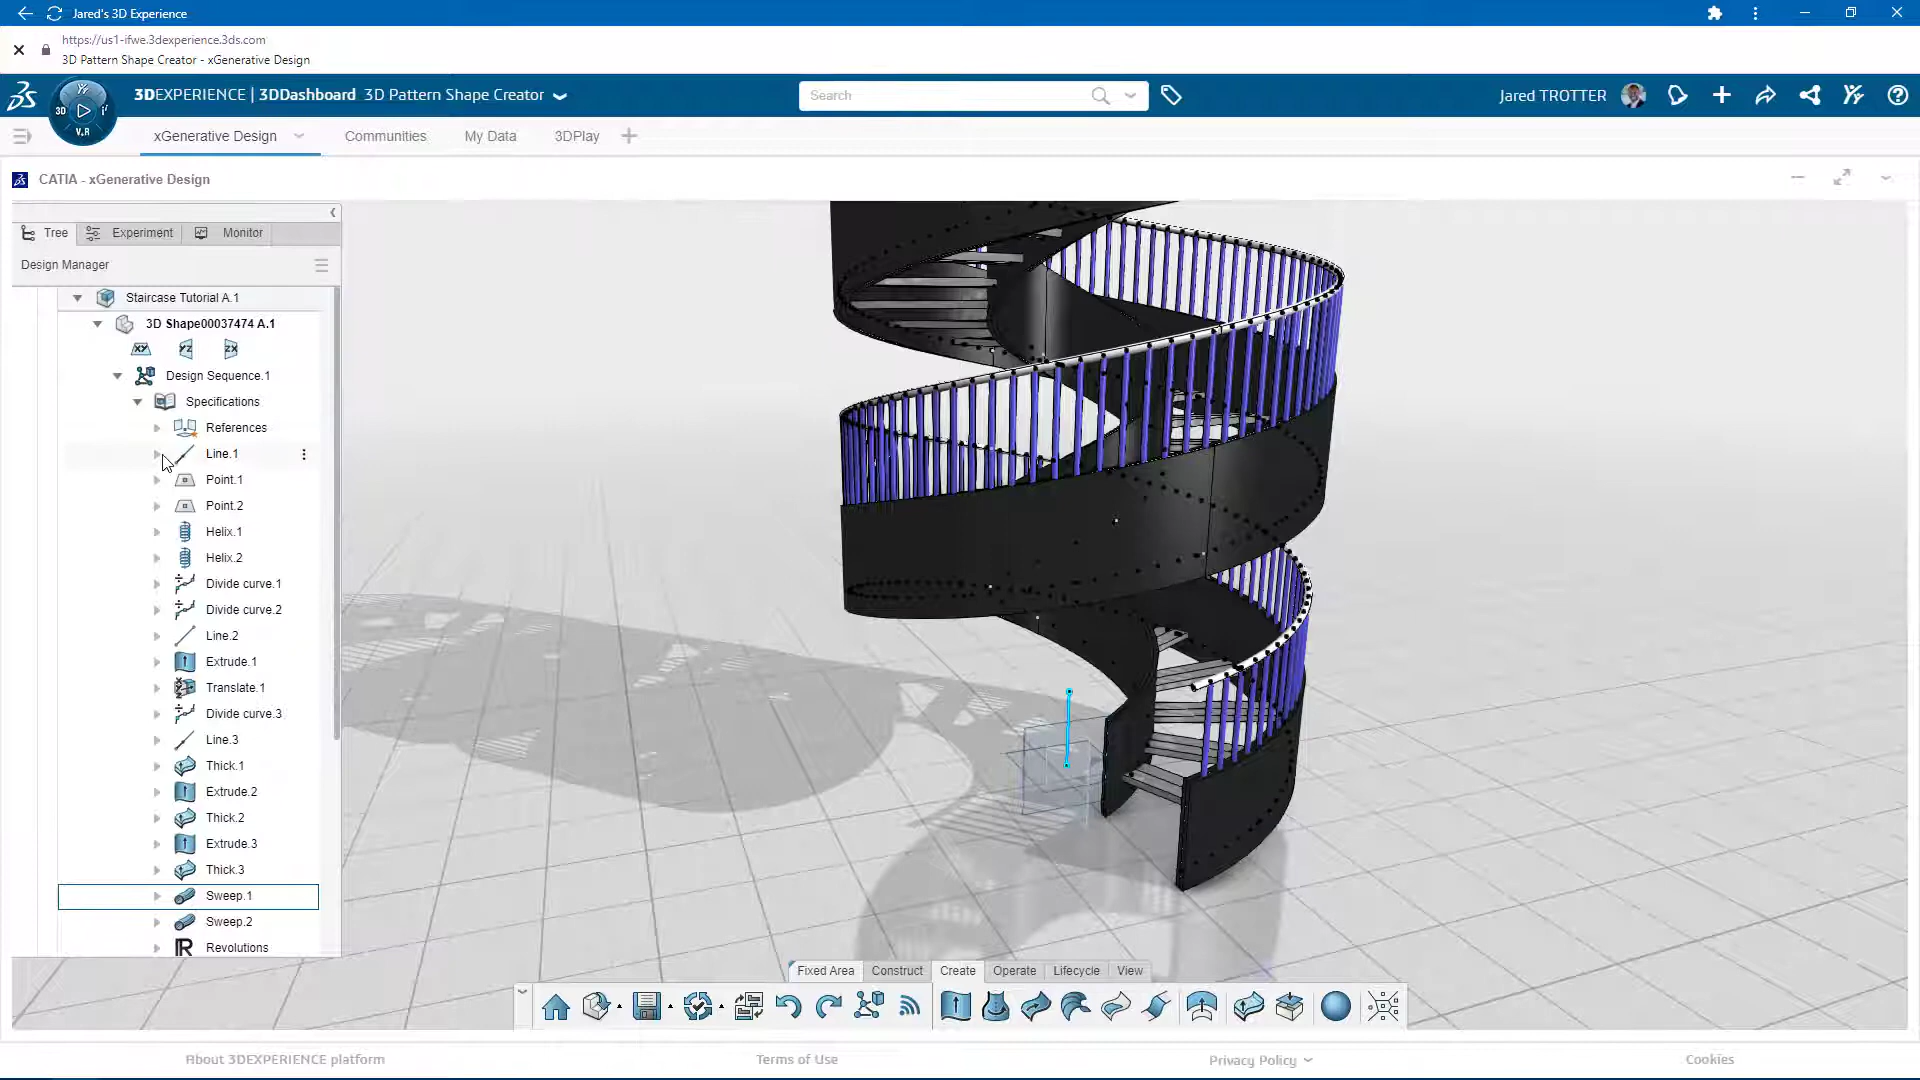 Jared's 3D Experience
https://us1-ifwe.3dexperience.3ds.com
3D Pattern Shape Creator - xGenerative Design
3DEXPERIENCE | 3DDashboard 3D Pattern Shape Creator
Search
Jared TROTTER
3D
V.R
xGenerative Design
Communities
My Data
3DPlay
CATIA - xGenerative Design
Tree
Experiment
Monitor
Design Manager
Staircase Tutorial A.1
3D Shape00037474 A.1
XY
YZ
ZX
Design Sequence.1
Specifications
References
Line.1
Point.1
Point.2
Helix.1
Helix.2
Divide curve.1
Divide curve.2
Line.2
Extrude.1
Translate.1
Divide curve.3
Line.3
Thick.1
Extrude.2
Thick.2
Extrude.3
Thick.3
Sweep.1
Sweep.2
Revolutions
Fixed Area
Construct
Create
Operate
Lifecycle
View
About 3DEXPERIENCE platform
Terms of Use
Privacy Policy
Cookies